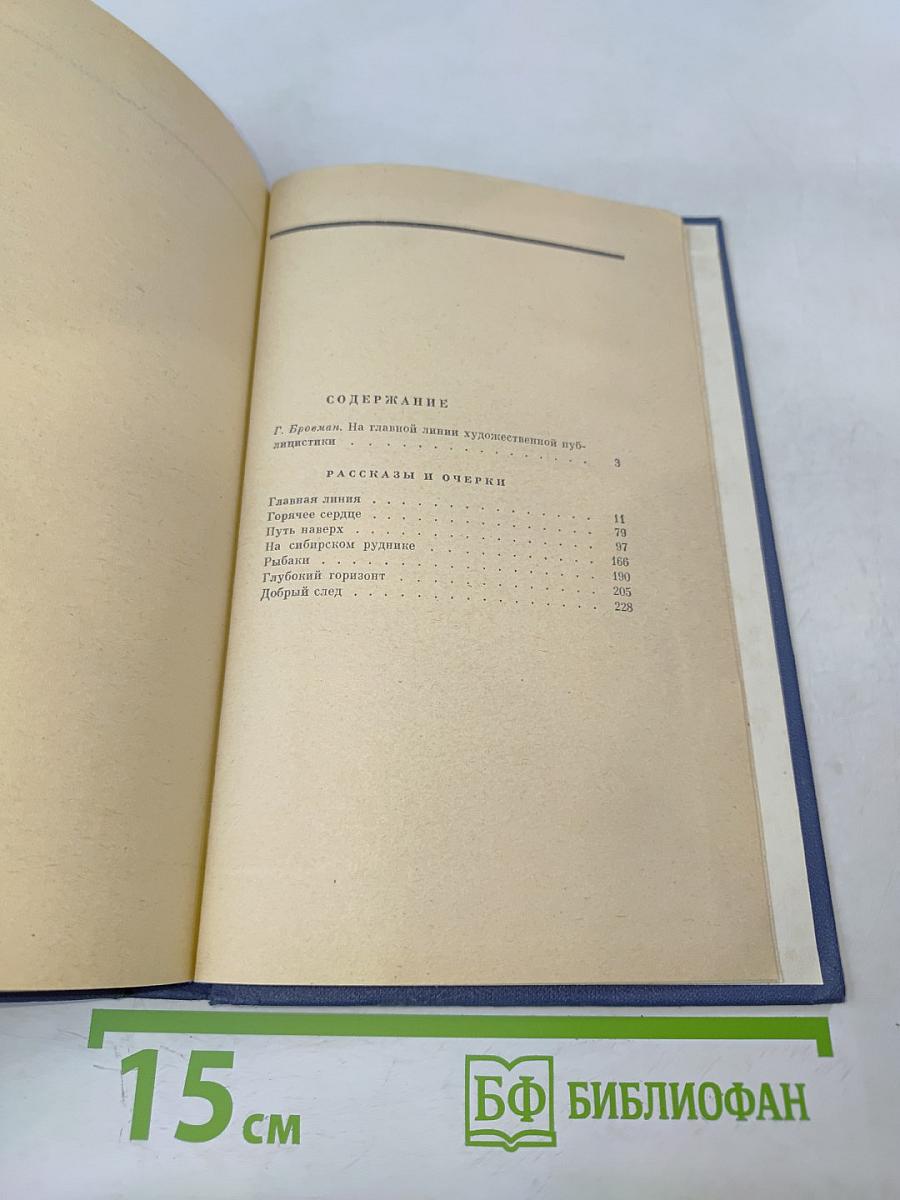 СОДЕРЖАНИЕ
Г. Бровман. На главной линии художественной пуб-
лицистики . . . . . . . . . . . . . . 3
РАССКАЗЫ И ОЧЕРКИ
Главная линия . . . . . . . . . . . . . 11
Горячее сердце . . . . . . . . . . . . . 79
Путь наверх . . . . . . . . . . . . . . 97
На сибирском руднике . . . . . . . . . . 166
Рыбаки . . . . . . . . . . . . . . . . 190
Глубокий горизонт . . . . . . . . . . . 205
Добрый след . . . . . . . . . . . . . . 228
15 см
БФ БИБЛИОФАН